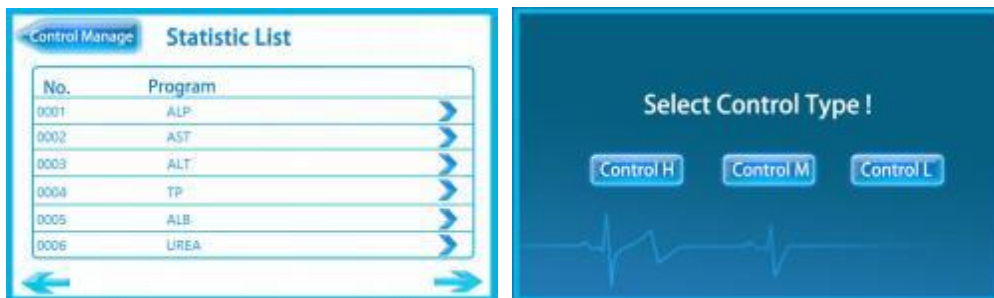 Control Manage Statistic List
No. Program
0001 ALP
0002 AST
0003 ALT
0004 TP
0005 ALB
0006 UREA
Select Control Type !
Control H Control M Control L